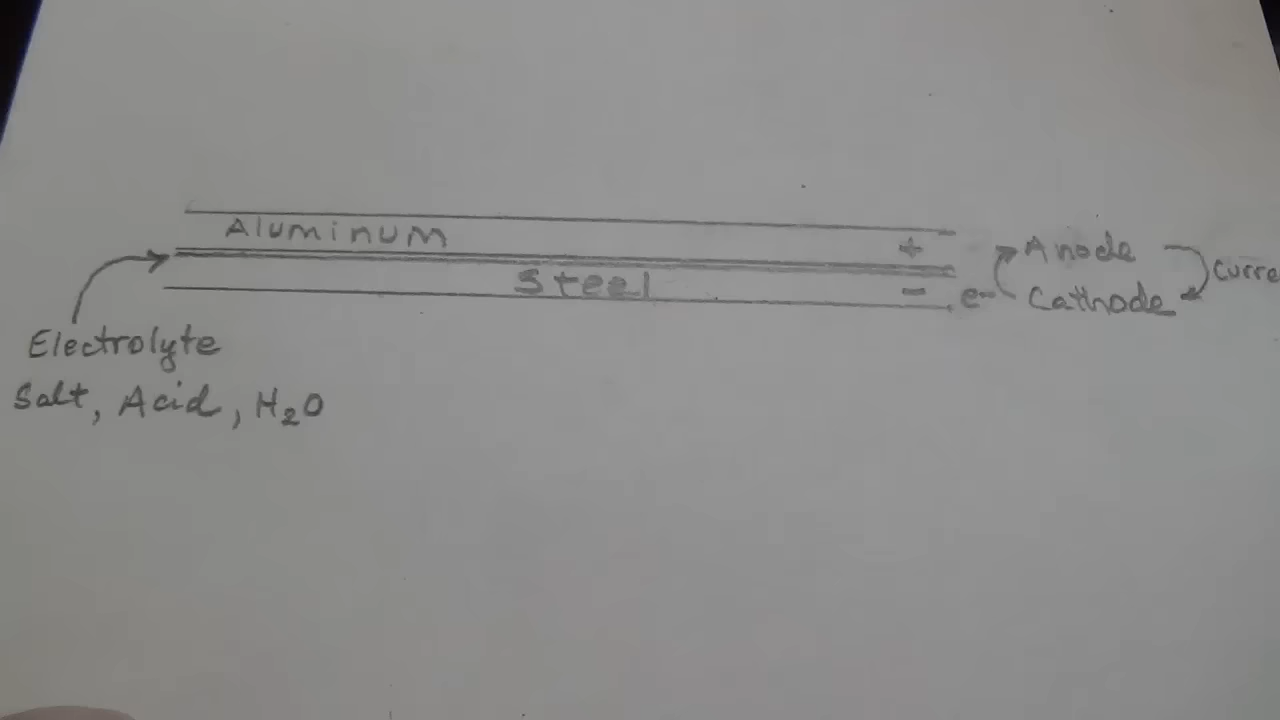 Aluminum
+
Anode
Steel
-
e-
Cathode
Curre
Electrolyte
Salt, Acid, H₂O